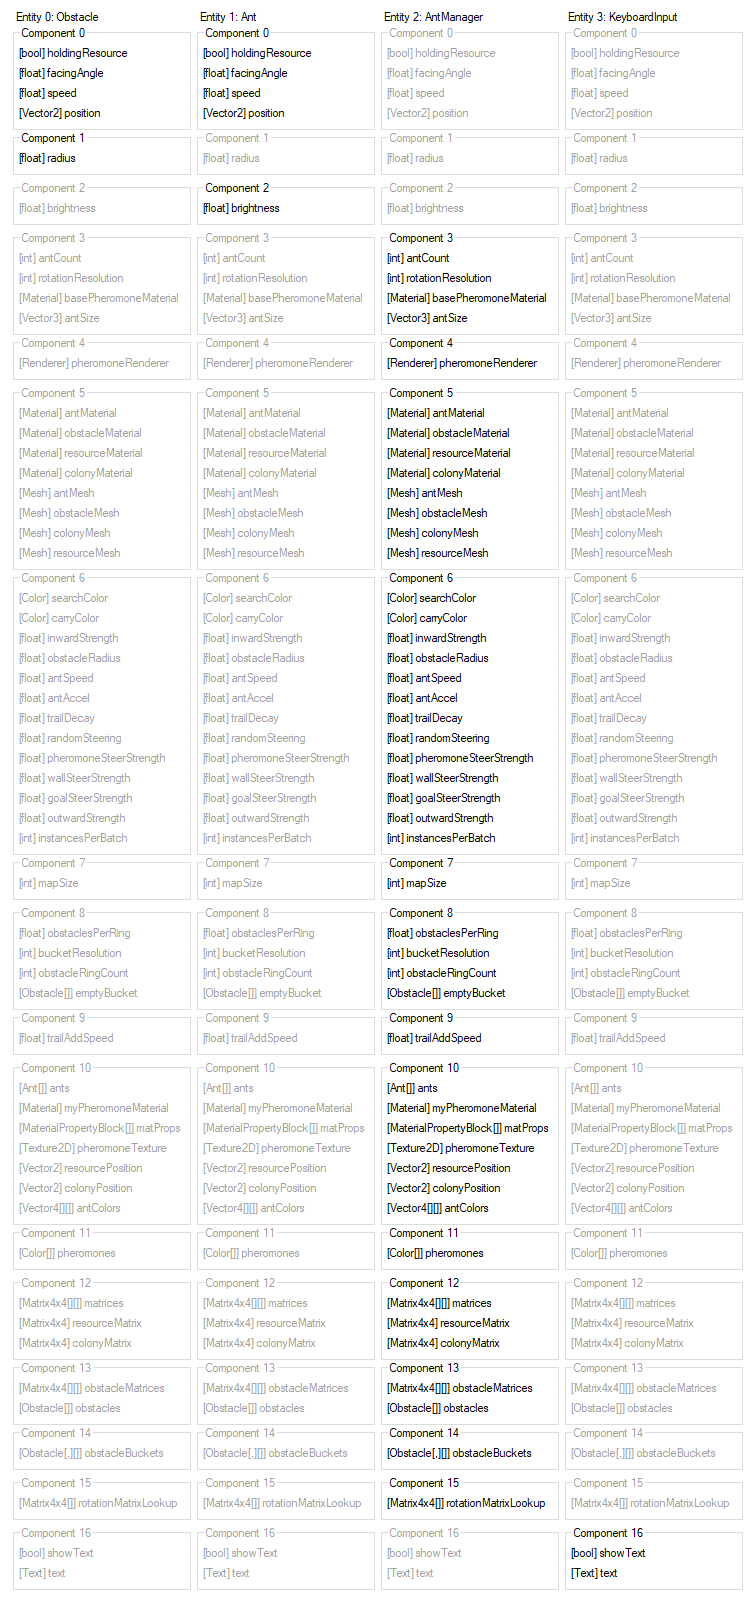 Entity 0: Obstacle
Component 0
[bool] holdingResource
[float] facingAngle
[float] speed
[Vector2] position
Component 1
[float] radius
Component 2
[float] brightness
Component 3
[int] antCount
[int] rotationResolution
[Material] basePheromoneMaterial
[Vector3] antSize
Component 4
[Renderer] pheromoneRenderer
Component 5
[Material] antMaterial
[Material] obstacleMaterial
[Material] resourceMaterial
[Material] colonyMaterial
[Mesh] antMesh
[Mesh] obstacleMesh
[Mesh] colonyMesh
[Mesh] resourceMesh
Component 6
[Color] searchColor
[Color] carryColor
[float] inwardStrength
[float] obstacleRadius
[float] antSpeed
[float] antAccel
[float] trailDecay
[float] randomSteering
[float] pheromoneSteerStrength
[float] wallSteerStrength
[float] goalSteerStrength
[float] outwardStrength
[int] instancesPerBatch
Component 7
[int] mapSize
Component 8
[float] obstaclesPerRing
[int] bucketResolution
[int] obstacleRingCount
[Obstacle[]] emptyBucket
Component 9
[float] trailAddSpeed
Component 10
[Ant[]] ants
[Material] myPheromoneMaterial
[MaterialPropertyBlock[]] matProps
[Texture2D] pheromoneTexture
[Vector2] resourcePosition
[Vector2] colonyPosition
[Vector4[][]] antColors
Component 11
[Color[]] pheromones
Component 12
[Matrix4x4[][]] matrices
[Matrix4x4] resourceMatrix
[Matrix4x4] colonyMatrix
Component 13
[Matrix4x4[][]] obstacleMatrices
[Obstacle[]] obstacles
Component 14
[Obstacle[,][]] obstacleBuckets
Component 15
[Matrix4x4[]] rotationMatrixLookup
Component 16
[bool] showText
[Text] text
Entity 1: Ant
Component 0
[bool] holdingResource
[float] facingAngle
[float] speed
[Vector2] position
Component 1
[float] radius
Component 2
[float] brightness
Component 3
[int] antCount
[int] rotationResolution
[Material] basePheromoneMaterial
[Vector3] antSize
Component 4
[Renderer] pheromoneRenderer
Component 5
[Material] antMaterial
[Material] obstacleMaterial
[Material] resourceMaterial
[Material] colonyMaterial
[Mesh] antMesh
[Mesh] obstacleMesh
[Mesh] colonyMesh
[Mesh] resourceMesh
Component 6
[Color] searchColor
[Color] carryColor
[float] inwardStrength
[float] obstacleRadius
[float] antSpeed
[float] antAccel
[float] trailDecay
[float] randomSteering
[float] pheromoneSteerStrength
[float] wallSteerStrength
[float] goalSteerStrength
[float] outwardStrength
[int] instancesPerBatch
Component 7
[int] mapSize
Component 8
[float] obstaclesPerRing
[int] bucketResolution
[int] obstacleRingCount
[Obstacle[]] emptyBucket
Component 9
[float] trailAddSpeed
Component 10
[Ant[]] ants
[Material] myPheromoneMaterial
[MaterialPropertyBlock[]] matProps
[Texture2D] pheromoneTexture
[Vector2] resourcePosition
[Vector2] colonyPosition
[Vector4[][]] antColors
Component 11
[Color[]] pheromones
Component 12
[Matrix4x4[][]] matrices
[Matrix4x4] resourceMatrix
[Matrix4x4] colonyMatrix
Component 13
[Matrix4x4[][]] obstacleMatrices
[Obstacle[]] obstacles
Component 14
[Obstacle[,][]] obstacleBuckets
Component 15
[Matrix4x4[]] rotationMatrixLookup
Component 16
[bool] showText
[Text] text
Entity 2: AntManager
Component 0
[bool] holdingResource
[float] facingAngle
[float] speed
[Vector2] position
Component 1
[float] radius
Component 2
[float] brightness
Component 3
[int] antCount
[int] rotationResolution
[Material] basePheromoneMaterial
[Vector3] antSize
Component 4
[Renderer] pheromoneRenderer
Component 5
[Material] antMaterial
[Material] obstacleMaterial
[Material] resourceMaterial
[Material] colonyMaterial
[Mesh] antMesh
[Mesh] obstacleMesh
[Mesh] colonyMesh
[Mesh] resourceMesh
Component 6
[Color] searchColor
[Color] carryColor
[float] inwardStrength
[float] obstacleRadius
[float] antSpeed
[float] antAccel
[float] trailDecay
[float] randomSteering
[float] pheromoneSteerStrength
[float] wallSteerStrength
[float] goalSteerStrength
[float] outwardStrength
[int] instancesPerBatch
Component 7
[int] mapSize
Component 8
[float] obstaclesPerRing
[int] bucketResolution
[int] obstacleRingCount
[Obstacle[]] emptyBucket
Component 9
[float] trailAddSpeed
Component 10
[Ant[]] ants
[Material] myPheromoneMaterial
[MaterialPropertyBlock[]] matProps
[Texture2D] pheromoneTexture
[Vector2] resourcePosition
[Vector2] colonyPosition
[Vector4[][]] antColors
Component 11
[Color[]] pheromones
Component 12
[Matrix4x4[][]] matrices
[Matrix4x4] resourceMatrix
[Matrix4x4] colonyMatrix
Component 13
[Matrix4x4[][]] obstacleMatrices
[Obstacle[]] obstacles
Component 14
[Obstacle[,][]] obstacleBuckets
Component 15
[Matrix4x4[]] rotationMatrixLookup
Component 16
[bool] showText
[Text] text
Entity 3: KeyboardInput
Component 0
[bool] holdingResource
[float] facingAngle
[float] speed
[Vector2] position
Component 1
[float] radius
Component 2
[float] brightness
Component 3
[int] antCount
[int] rotationResolution
[Material] basePheromoneMaterial
[Vector3] antSize
Component 4
[Renderer] pheromoneRenderer
Component 5
[Material] antMaterial
[Material] obstacleMaterial
[Material] resourceMaterial
[Material] colonyMaterial
[Mesh] antMesh
[Mesh] obstacleMesh
[Mesh] colonyMesh
[Mesh] resourceMesh
Component 6
[Color] searchColor
[Color] carryColor
[float] inwardStrength
[float] obstacleRadius
[float] antSpeed
[float] antAccel
[float] trailDecay
[float] randomSteering
[float] pheromoneSteerStrength
[float] wallSteerStrength
[float] goalSteerStrength
[float] outwardStrength
[int] instancesPerBatch
Component 7
[int] mapSize
Component 8
[float] obstaclesPerRing
[int] bucketResolution
[int] obstacleRingCount
[Obstacle[]] emptyBucket
Component 9
[float] trailAddSpeed
Component 10
[Ant[]] ants
[Material] myPheromoneMaterial
[MaterialPropertyBlock[]] matProps
[Texture2D] pheromoneTexture
[Vector2] resourcePosition
[Vector2] colonyPosition
[Vector4[][]] antColors
Component 11
[Color[]] pheromones
Component 12
[Matrix4x4[][]] matrices
[Matrix4x4] resourceMatrix
[Matrix4x4] colonyMatrix
Component 13
[Matrix4x4[][]] obstacleMatrices
[Obstacle[]] obstacles
Component 14
[Obstacle[,][]] obstacleBuckets
Component 15
[Matrix4x4[]] rotationMatrixLookup
Component 16
[bool] showText
[Text] text